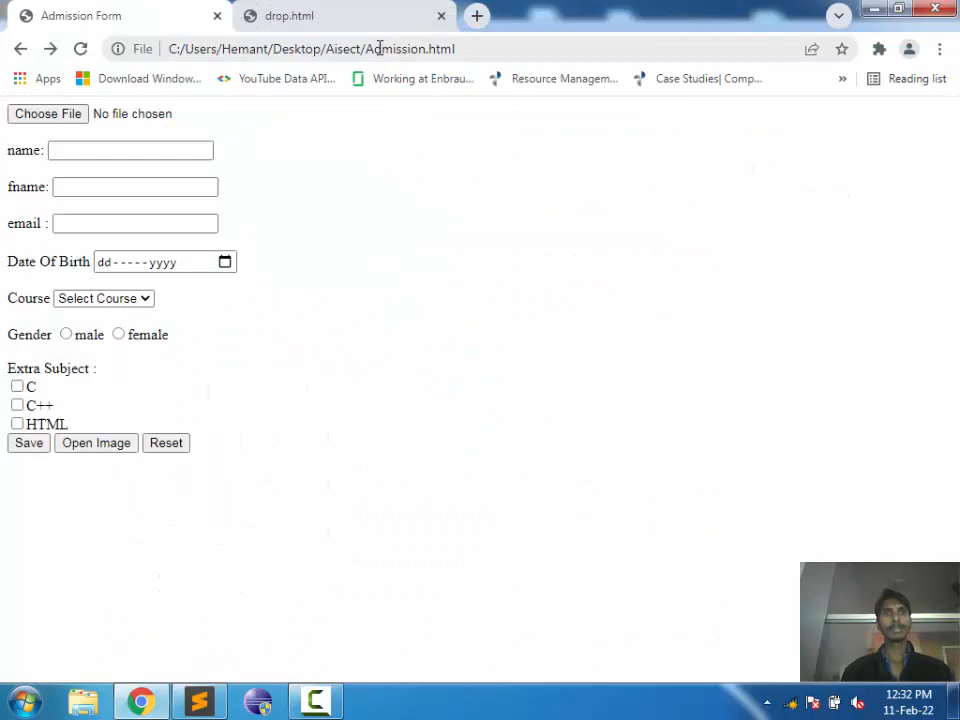 Admission Form
drop.html
File
C:/Users/Hemant/Desktop/Aisect/Admission.html
Apps
Download Window...
YouTube Data API...
Working at Enbrau...
Resource Managem...
Case Studies| Comp...
»
Reading list
Choose File No file chosen
name:
fname:
email :
Date Of Birth dd-----yyyy
Course Select Course
Gender male female
Extra Subject :
C
C++
HTML
Save Open Image Reset
12:32 PM
11-Feb-22